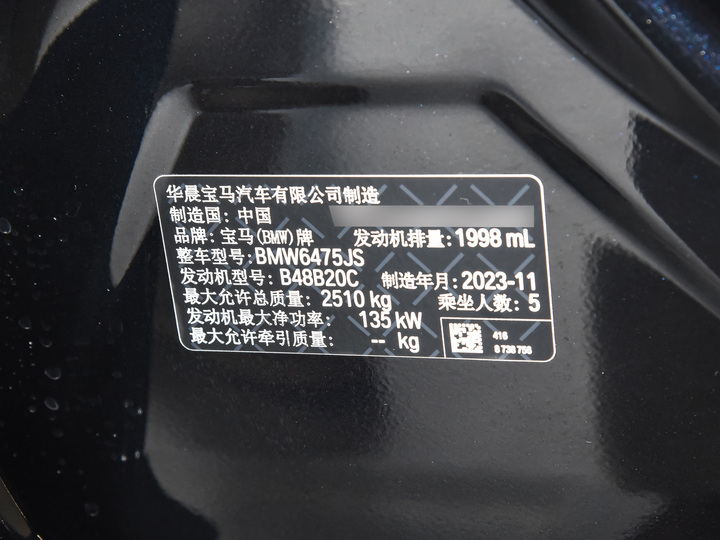 华晨宝马汽车有限公司制造
制造国: 中国
品牌: 宝马(BMW)牌 发动机排量: 1998 mL
整车型号: BMW6475JS
发动机型号: B48B20C 制造年月: 2023-11
最大允许总质量: 2510 kg 乘坐人数: 5
发动机最大净功率: 135 kW
最大允许牵引质量: -- kg
416
8 738 756